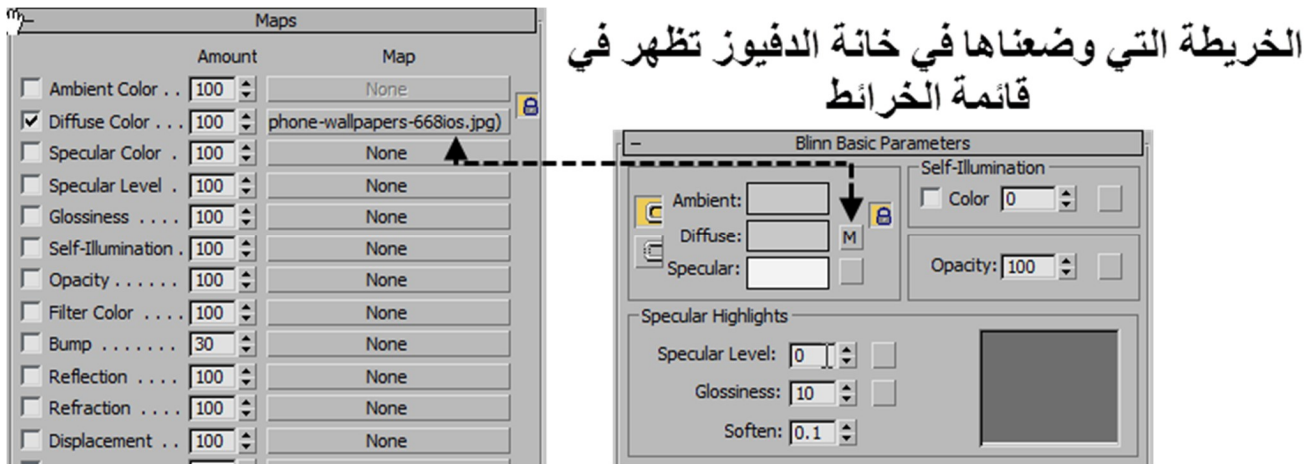 الخريطة التي وضعناها في خانة الدفيوز تظهر في
قائمة الخرائط
Maps
Amount Map
Ambient Color . . 100 None
Diffuse Color . . . 100 phone-wallpapers-668ios.jpg)
Specular Color . 100 None
Specular Level . 100 None
Glossiness . . . . 100 None
Self-Illumination . 100 None
Opacity . . . . . . 100 None
Filter Color . . . . 100 None
Bump . . . . . . . 30 None
Reflection . . . . 100 None
Refraction . . . . 100 None
Displacement . . 100 None
Blinn Basic Parameters
Ambient:
Diffuse: M
Specular:
Self-Illumination
Color 0
Opacity: 100
Specular Highlights
Specular Level: 0
Glossiness: 10
Soften: 0.1